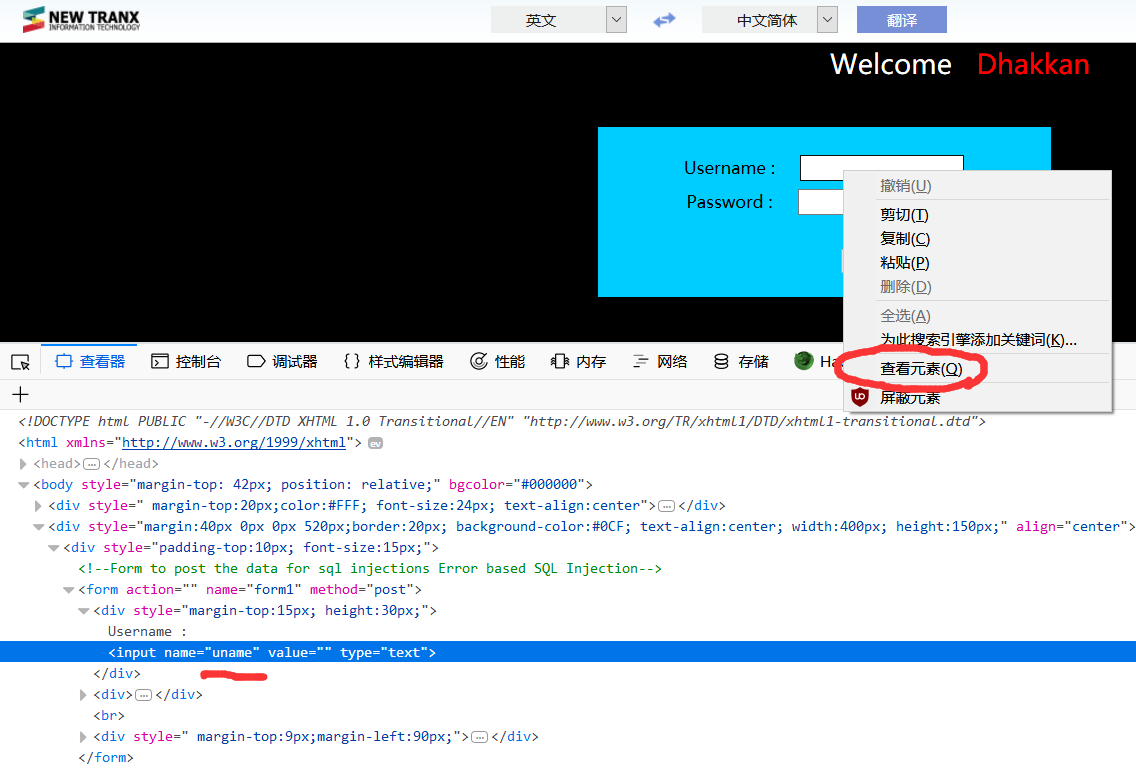 NEW TRANX
INFORMATION TECHNOLOGY
英文
中文简体
翻译
Welcome Dhakkan
Username :
Password :
撤销(U)
剪切(T)
复制(C)
粘贴(P)
删除(D)
全选(A)
为此搜索引擎添加关键词(K)...
查看元素(Q)
屏蔽元素
查看器
控制台
调试器
{} 样式编辑器
性能
内存
网络
存储
<!DOCTYPE html PUBLIC "-//W3C//DTD XHTML 1.0 Transitional//EN" "http://www.w3.org/TR/xhtml1/DTD/xhtml1-transitional.dtd">
<html xmlns="http://www.w3.org/1999/xhtml"> ev
<head>…</head>
<body style="margin-top: 42px; position: relative;" bgcolor="#000000">
<div style=" margin-top:20px;color:#FFF; font-size:24px; text-align:center">…</div>
<div style="margin:40px 0px 0px 520px;border:20px; background-color:#0CF; text-align:center; width:400px; height:150px;" align="center">
<div style="padding-top:10px; font-size:15px;">
<!--Form to post the data for sql injections Error based SQL Injection-->
<form action="" name="form1" method="post">
<div style="margin-top:15px; height:30px;">
Username :
<input name="uname" value="" type="text">
</div>
<div>…</div>
<br>
<div style=" margin-top:9px;margin-left:90px;">…</div>
</form>